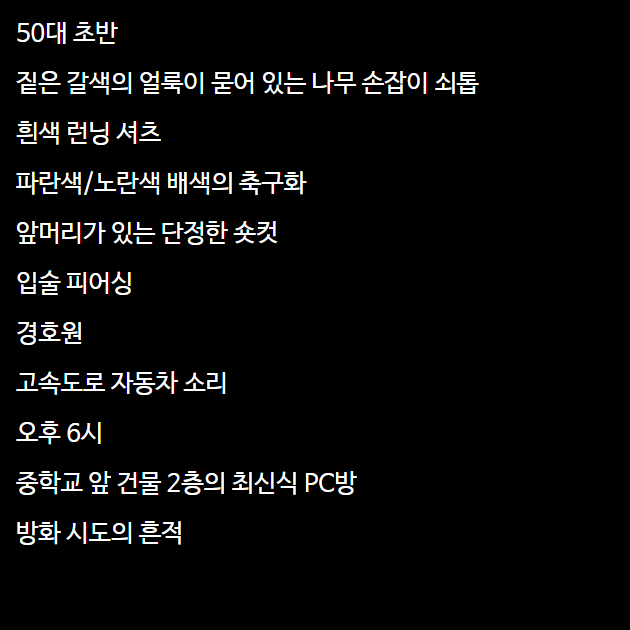 50대 초반
짙은 갈색의 얼룩이 묻어 있는 나무 손잡이 쇠톱
흰색 런닝 셔츠
파란색/노란색 배색의 축구화
앞머리가 있는 단정한 숏컷
입술 피어싱
경호원
고속도로 자동차 소리
오후 6시
중학교 앞 건물 2층의 최신식 PC방
방화 시도의 흔적